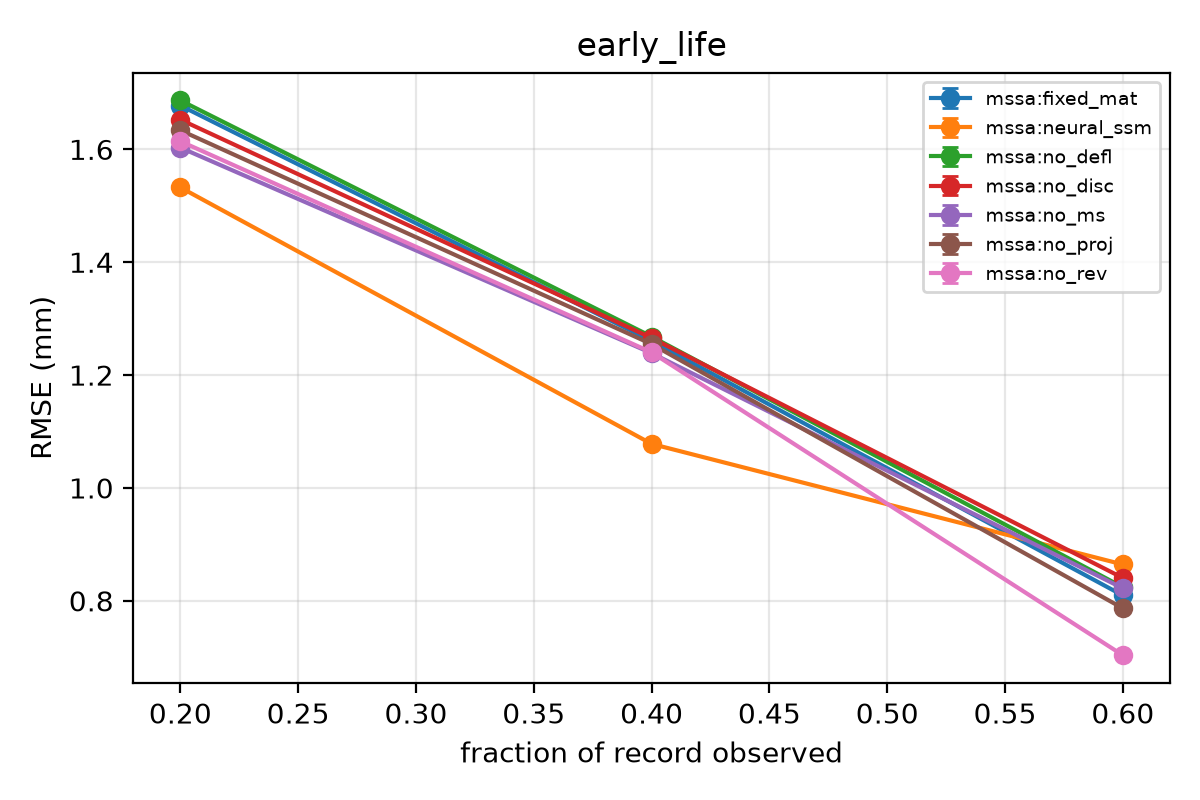 early_life
RMSE (mm)
1.6
1.4
1.2
1.0
0.8
mssa:fixed_mat
mssa:neural_ssm
mssa:no_defl
mssa:no_disc
mssa:no_ms
mssa:no_proj
mssa:no_rev
0.20 0.25 0.30 0.35 0.40 0.45 0.50 0.55 0.60
fraction of record observed